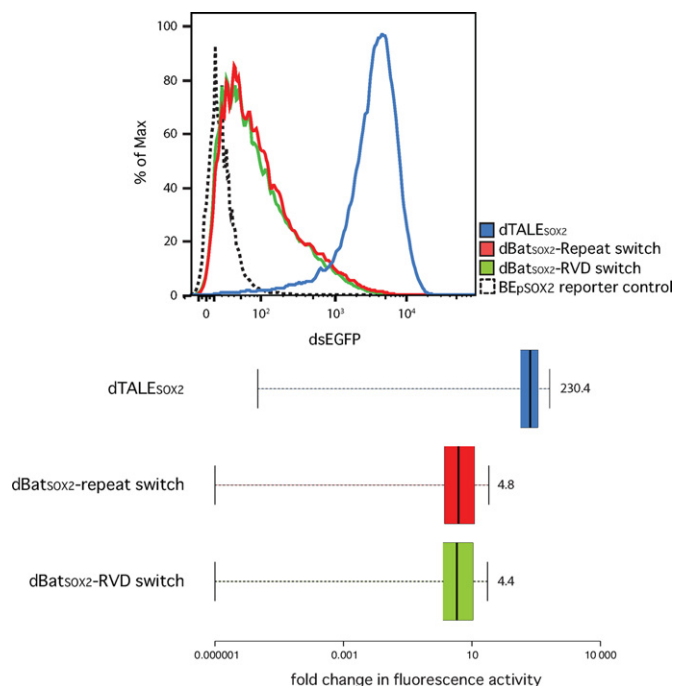 100
80
60
40
20
0
% of Max
0 10² 10³ 10⁴
dsEGFP
dTALEsox2
dBatsox2-Repeat switch
dBatsox2-RVD switch
BEpSOX2 reporter control
dTALEsox2 230.4
dBatsox2-repeat switch 4.8
dBatsox2-RVD switch 4.4
0.000001 0.001 10 10 000
fold change in fluorescence activity